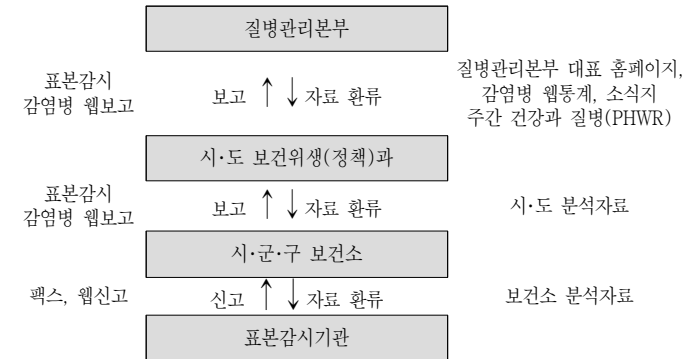 질병관리본부
표본감시
감염병 웹보고
보고
자료 환류
질병관리본부 대표 홈페이지,
감염병 웹통계, 소식지
주간 건강과 질병(PHWR)
시·도 보건위생(정책)과
표본감시
감염병 웹보고
보고
자료 환류
시·도 분석자료
시·군·구 보건소
팩스, 웹신고
신고
자료 환류
보건소 분석자료
표본감시기관